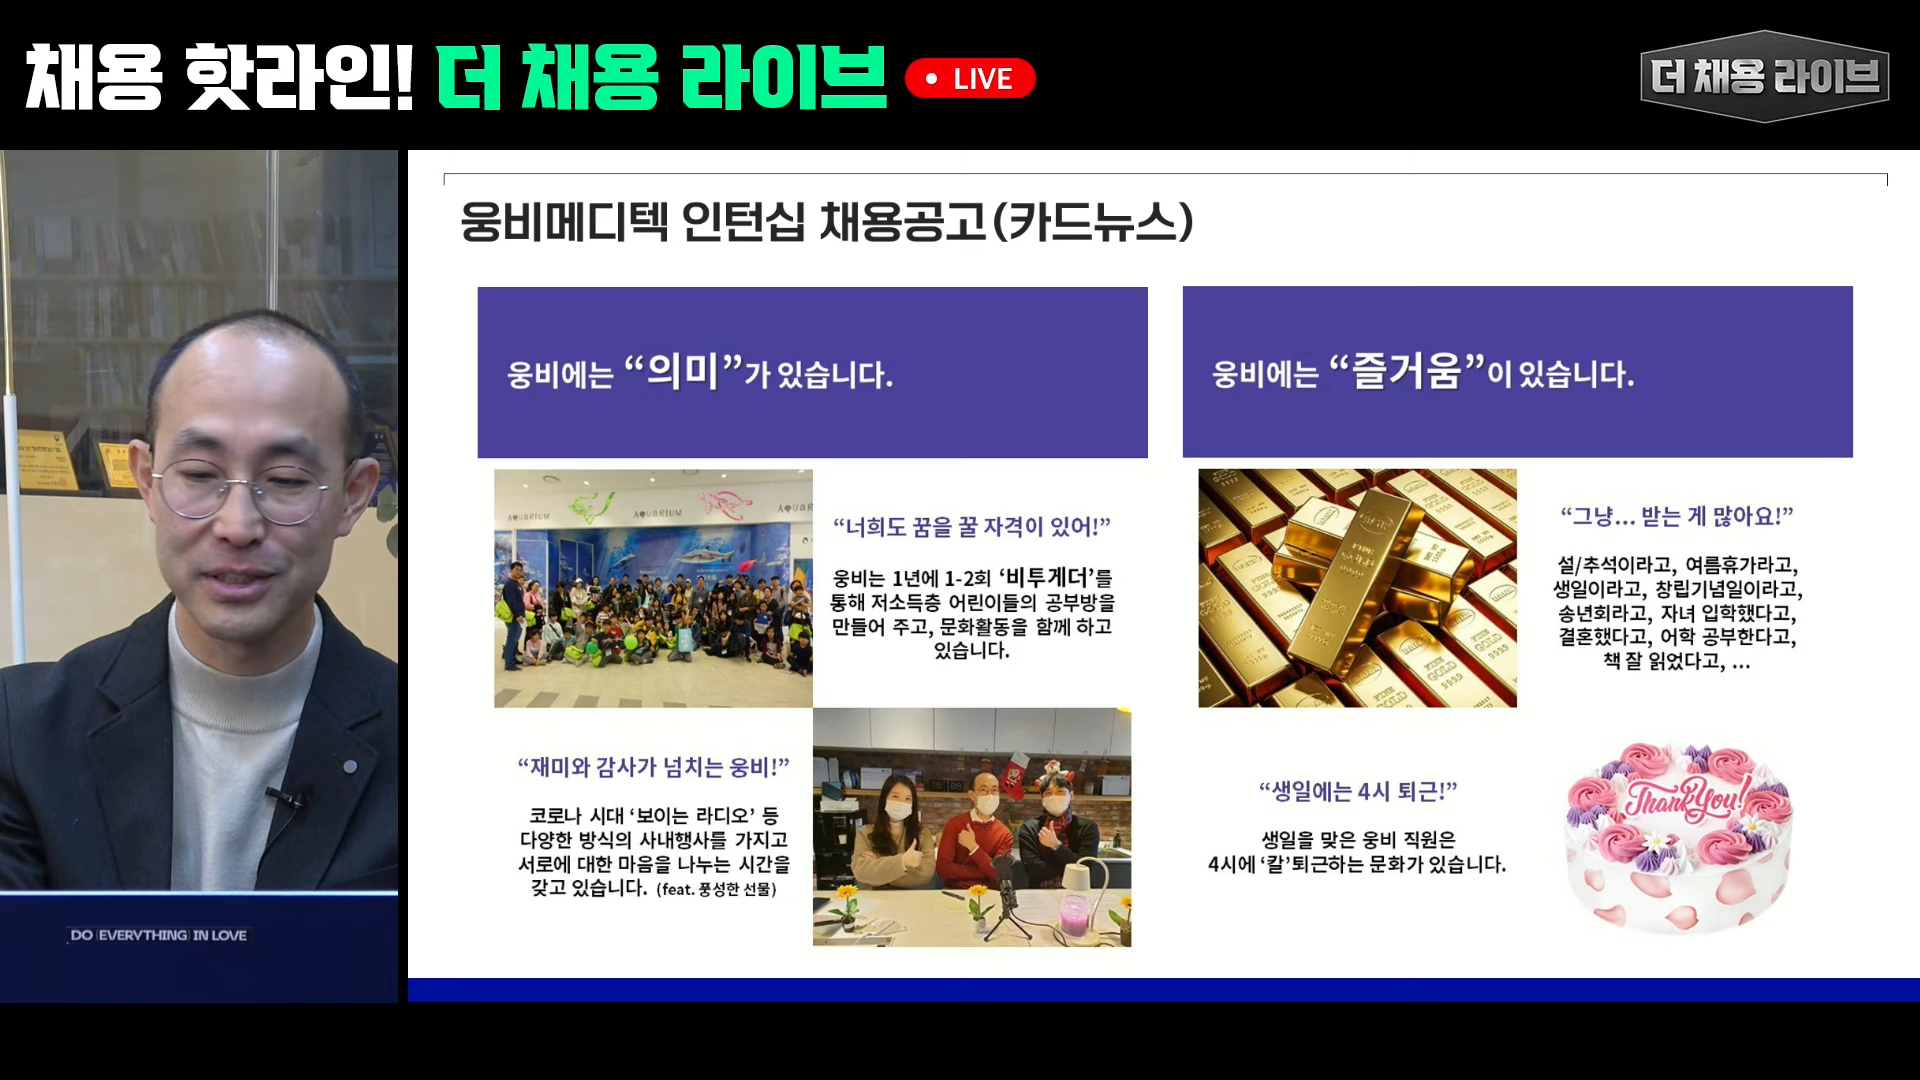 채용 핫라인! 더 채용 라이브
• LIVE
더 채용 라이브
웅비메디텍 인턴십 채용공고(카드뉴스)
웅비에는 “의미”가 있습니다.
AQUARIUM
AQUARIUM
“너희도 꿈을 꿀 자격이 있어!”
웅비는 1년에 1-2회 ‘비투게더’를
통해 저소득층 어린이들의 공부방을
만들어 주고, 문화활동을 함께 하고
있습니다.
“재미와 감사가 넘치는 웅비!”
코로나 시대 ‘보이는 라디오’ 등
다양한 방식의 사내행사를 가지고
서로에 대한 마음을 나누는 시간을
갖고 있습니다. (feat. 풍성한 선물)
웅비에는 “즐거움”이 있습니다.
“그냥... 받는 게 많아요!”
설/추석이라고, 여름휴가라고,
생일이라고, 창립기념일이라고,
송년회라고, 자녀 입학했다고,
결혼했다고, 어학 공부한다고,
책 잘 읽었다고, ...
FINE
GOLD
999.9
“생일에는 4시 퇴근!”
생일을 맞은 웅비 직원은
4시에 ‘칼’퇴근하는 문화가 있습니다.
Thank You!
DO EVERYTHING IN LOVE